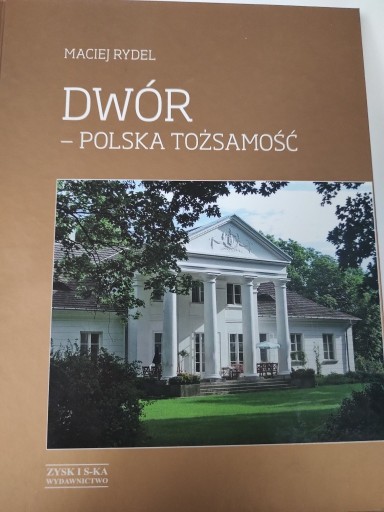 MACIEJ RYDEL
DWÓR
– POLSKA TOŻSAMOŚĆ
ZYSK I S-KA
WYDAWNICTWO